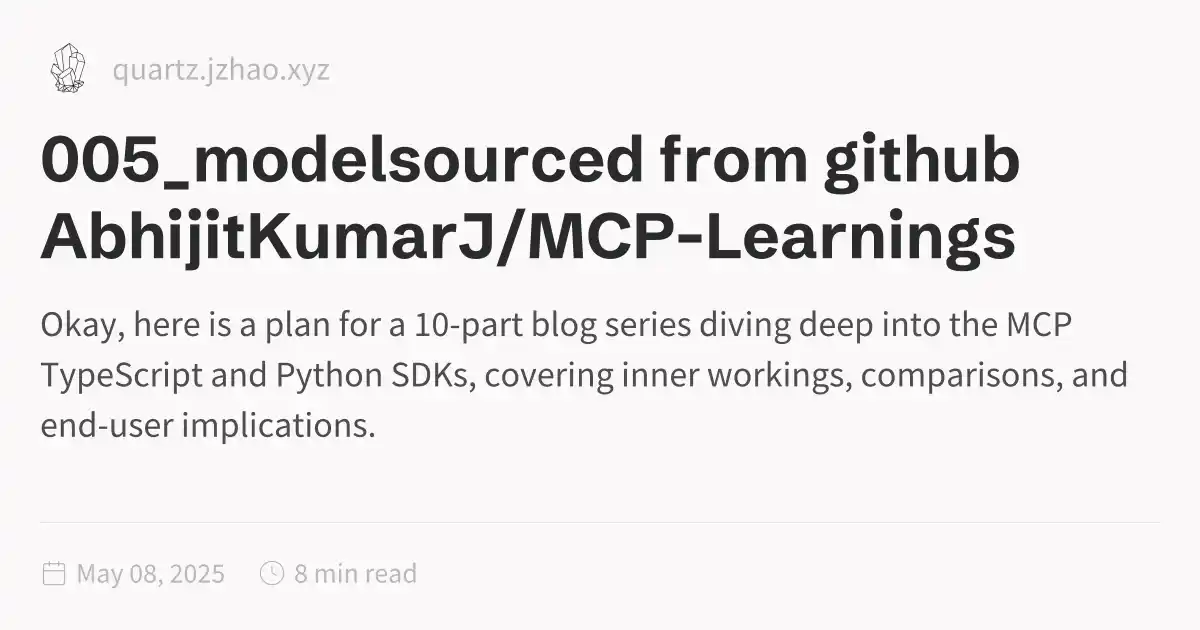 quartz.jzhao.xyz
005_modelsourced from github
AbhijitKumarJ/MCP-Learnings
Okay, here is a plan for a 10-part blog series diving deep into the MCP
TypeScript and Python SDKs, covering inner workings, comparisons, and
end-user implications.
May 08, 2025 8 min read